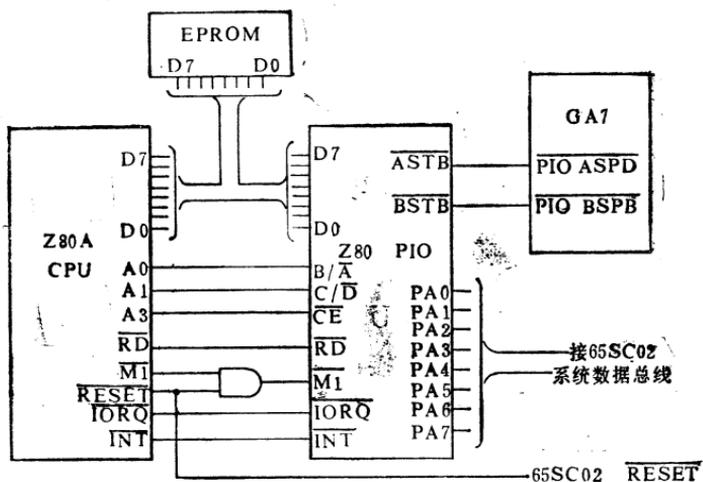 EPROM
D7 D0
GA7
PIO ASPD
PIO BSPB
Z80A
CPU
D7
D0
A0
A1
A3
RD
M1
RESET
IORQ
INT
D7
D0
ASTB
BSTB
Z80 PIO
B/A
C/D
CE
RD
M1
IORQ
INT
PA0
PA1
PA2
PA3
PA4
PA5
PA6
PA7
接65SC02
系统数据总线
65SC02 RESET